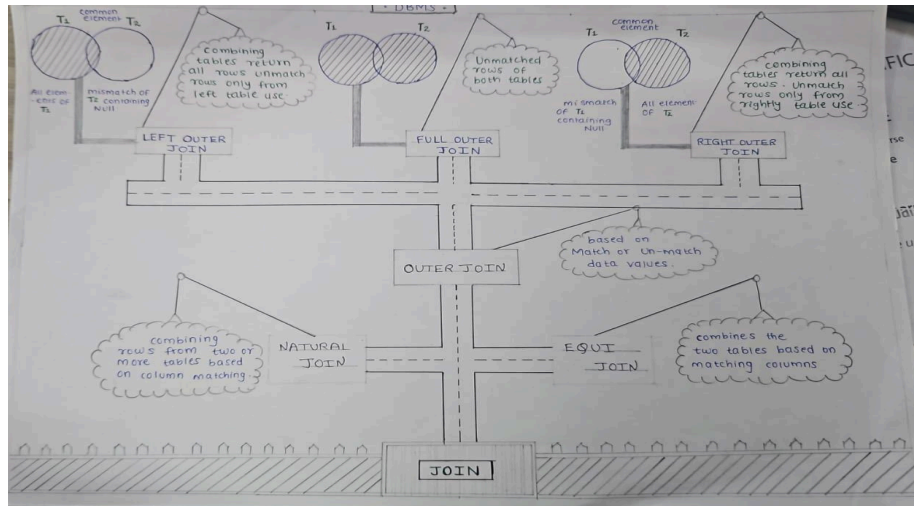 DBMS
T1
common
element
T2
All elem
-ents of
T1
mismatch of
T2 containing
Null
combining
tables return
all rows unmatch
rows only from
left table use.
LEFT OUTER
JOIN
T1
T2
Unmatched
rows of
both tables
FULL OUTER
JOIN
common
element
T1
T2
mismatch
of T1
containing
Null
All element
of T2
combining
tables return all
rows. unmatch
rows only from
rightly table use
RIGHT OUTER
JOIN
OUTER JOIN
based on
Match or Un-match
data values.
combining
rows from two or
more tables based
on column matching.
NATURAL
JOIN
EQUI
JOIN
combines the
two tables based on
matching columns
JOIN